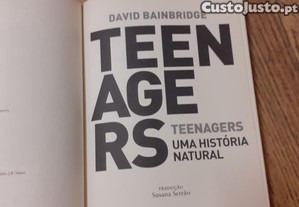 CustoJusto.pt
DAVID BAINBRIDGE
TEEN
AGE
RS
TEENAGERS
UMA HISTÓRIA
NATURAL
TRADUÇÃO
Susana Serrão